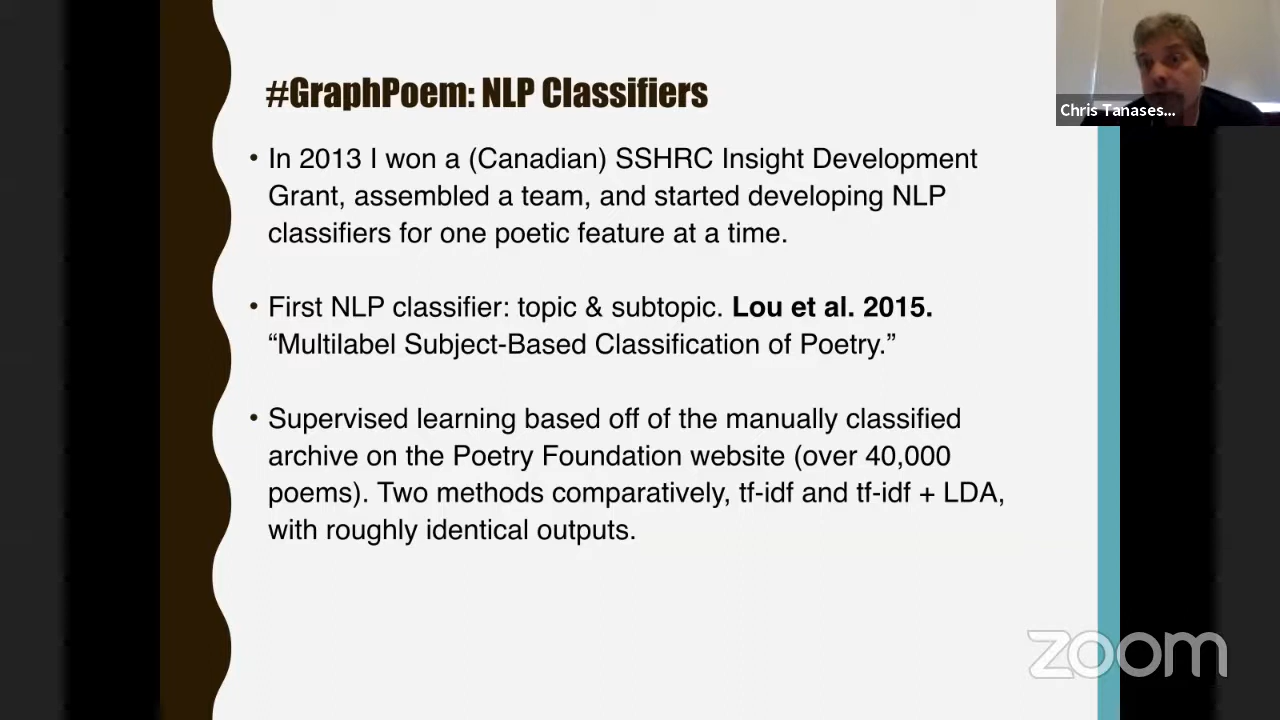 #GraphPoem: NLP Classifiers
Chris Tanases...
• In 2013 I won a (Canadian) SSHRC Insight Development
Grant, assembled a team, and started developing NLP
classifiers for one poetic feature at a time.
• First NLP classifier: topic & subtopic. Lou et al. 2015.
“Multilabel Subject-Based Classification of Poetry.”
• Supervised learning based off of the manually classified
archive on the Poetry Foundation website (over 40,000
poems). Two methods comparatively, tf-idf and tf-idf + LDA,
with roughly identical outputs.
zoom